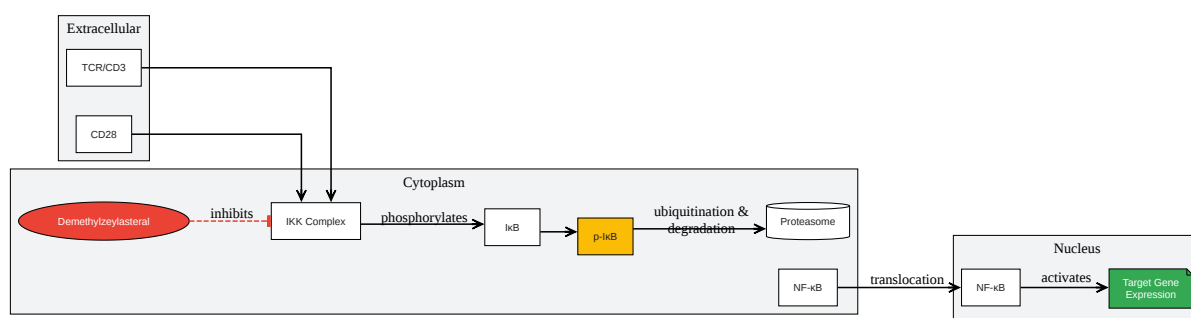 Extracellular
TCR/CD3
CD28
Cytoplasm
Demethylzeylasteral
inhibits
IKK Complex
phosphorylates
IκB
p-IκB
ubiquitination &
degradation
Proteasome
NF-κB
translocation
Nucleus
NF-κB
activates
Target Gene
Expression